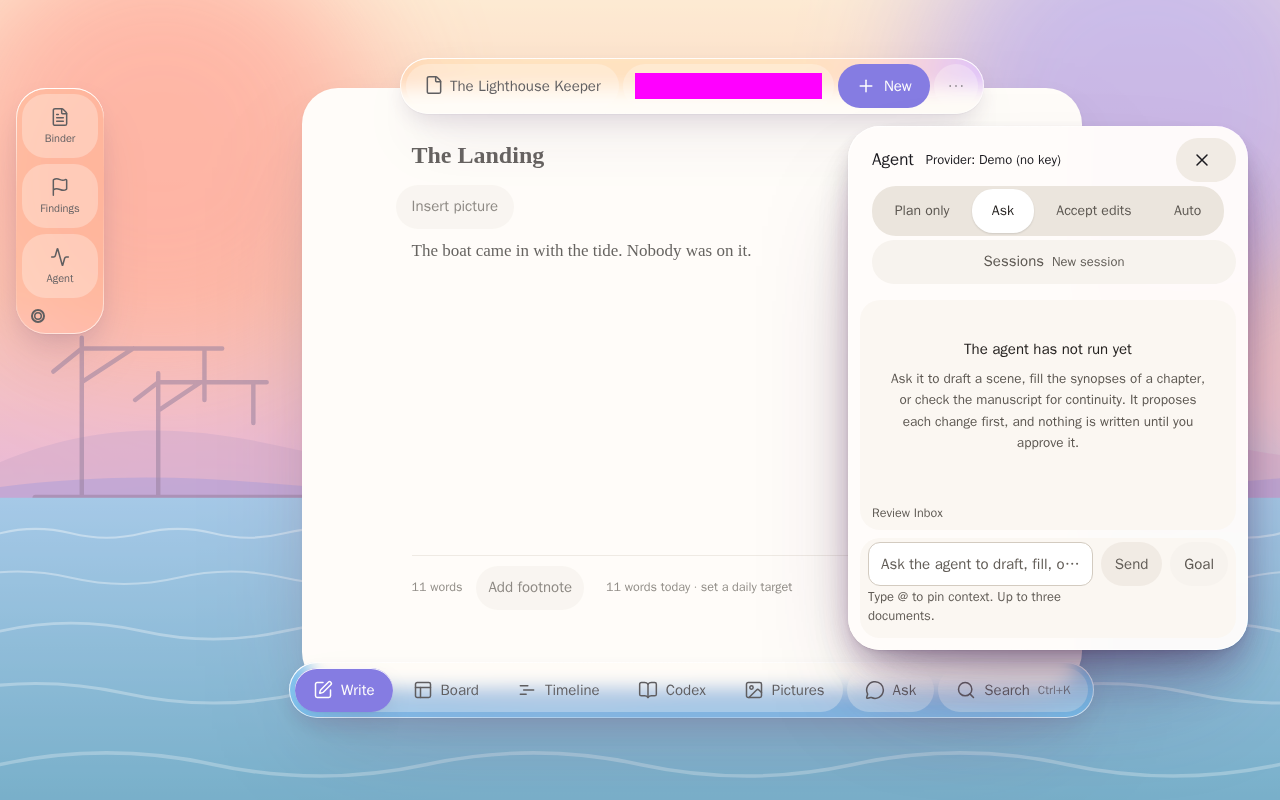 The Lighthouse Keeper
New
···
Binder
Findings
Agent
The Landing
Insert picture
The boat came in with the tide. Nobody was on it.
11 words
Add footnote
11 words today · set a daily target
Agent
Provider: Demo (no key)
Plan only
Ask
Accept edits
Auto
Sessions New session
The agent has not run yet
Ask it to draft a scene, fill the synopses of a chapter,
or check the manuscript for continuity. It proposes
each change first, and nothing is written until you
approve it.
Review Inbox
Ask the agent to draft, fill, o···
Send
Goal
Type @ to pin context. Up to three
documents.
Write
Board
Timeline
Codex
Pictures
Ask
Search Ctrl+K